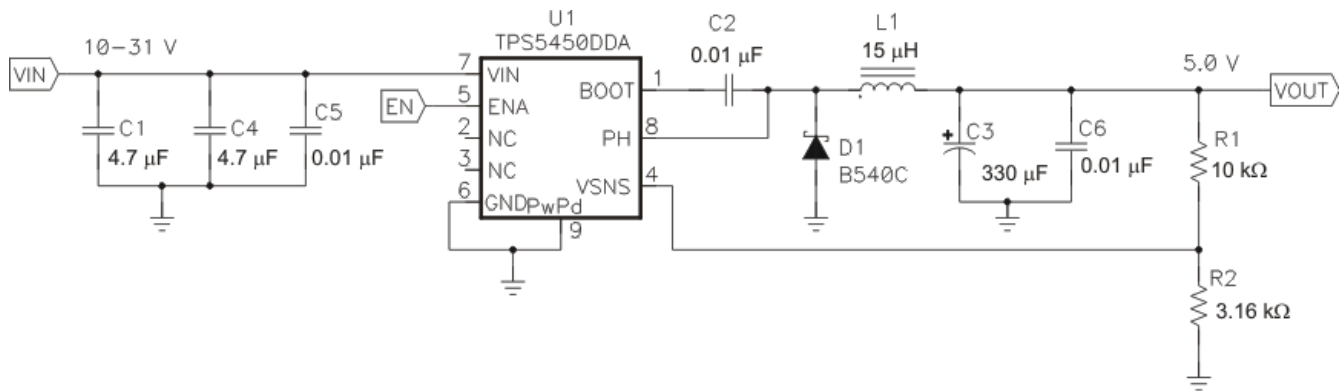 U1
TPS5450DDA
10-31 V
VIN
EN
7
VIN
5
ENA
2
NC
3
NC
6
GND
PwPd
9
BOOT
1
PH
8
VSNS
4
C1
4.7 µF
C4
4.7 µF
C5
0.01 µF
C2
0.01 µF
L1
15 µH
D1
B540C
+
C3
330 µF
C6
0.01 µF
5.0 V
VOUT
R1
10 kΩ
R2
3.16 kΩ